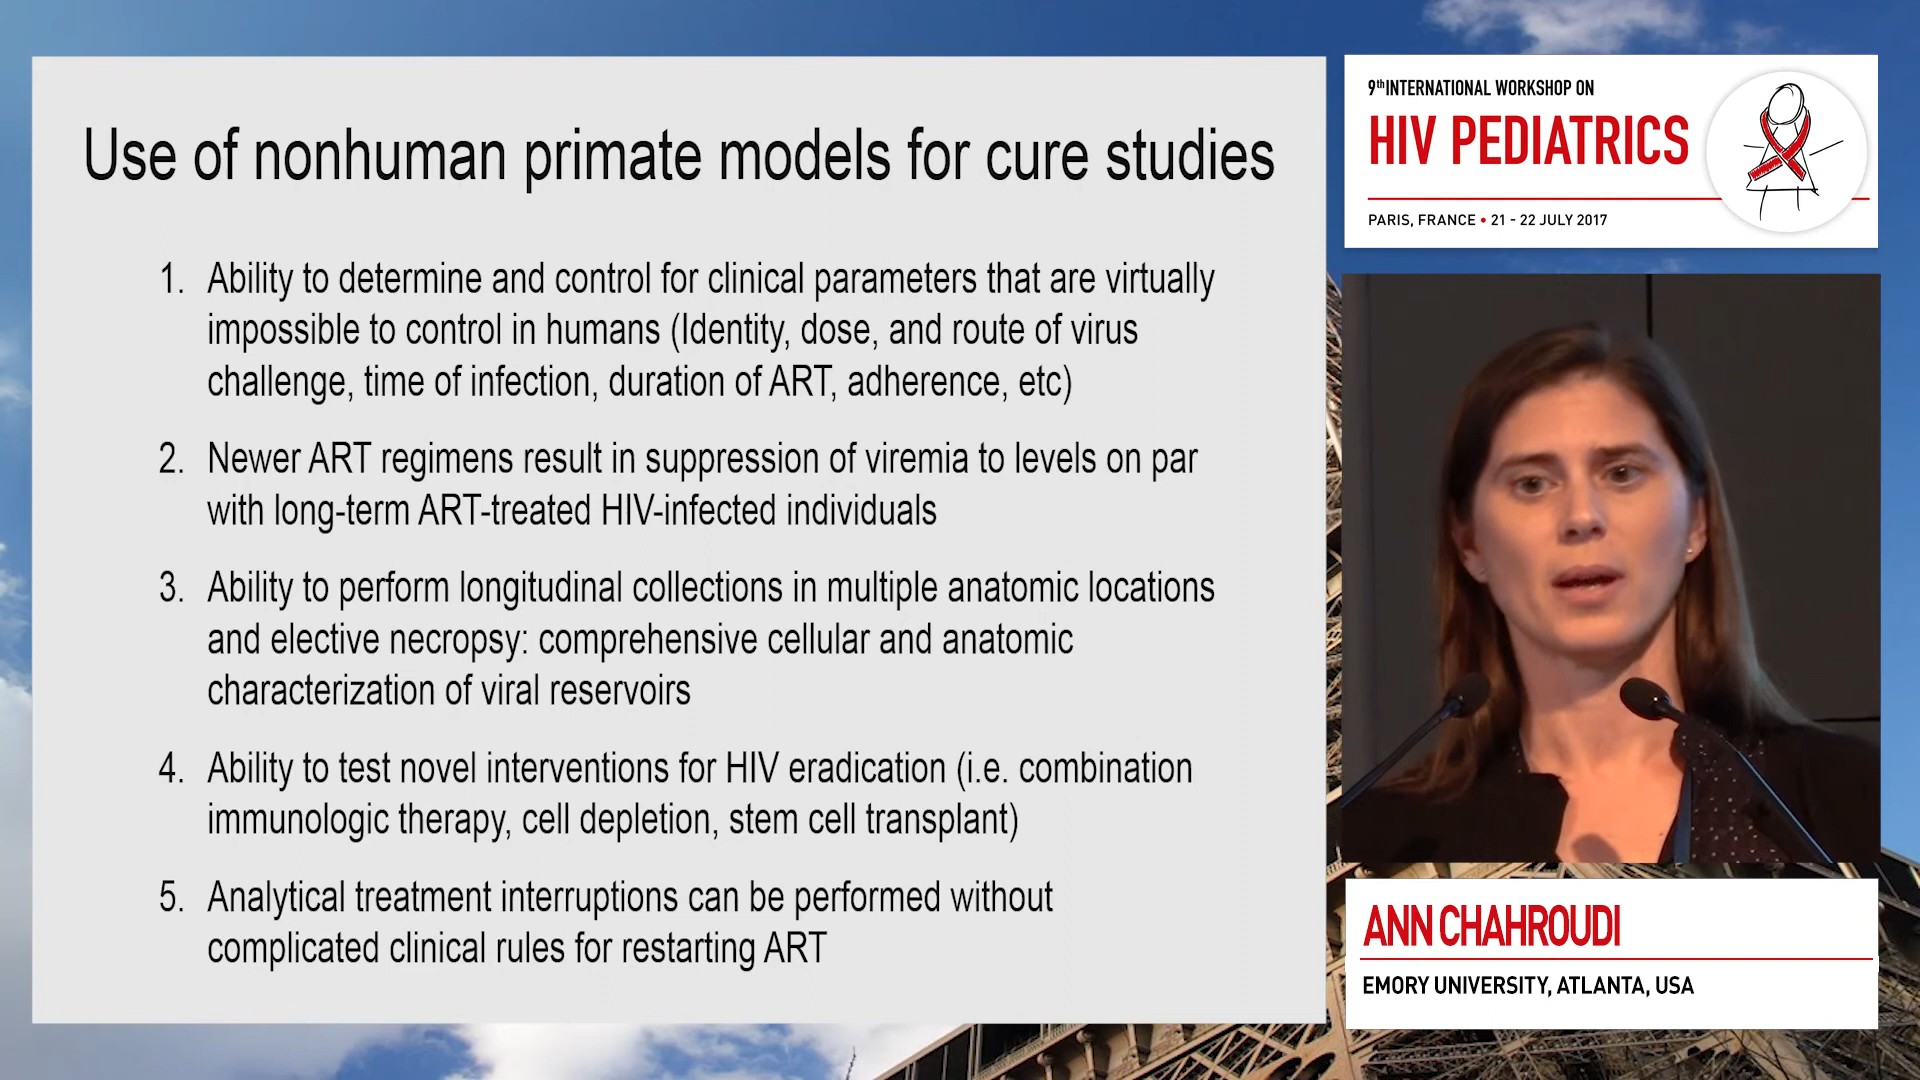 Use of nonhuman primate models for cure studies
1. Ability to determine and control for clinical parameters that are virtually
impossible to control in humans (Identity, dose, and route of virus
challenge, time of infection, duration of ART, adherence, etc)
2. Newer ART regimens result in suppression of viremia to levels on par
with long-term ART-treated HIV-infected individuals
3. Ability to perform longitudinal collections in multiple anatomic locations
and elective necropsy: comprehensive cellular and anatomic
characterization of viral reservoirs
4. Ability to test novel interventions for HIV eradication (i.e. combination
immunologic therapy, cell depletion, stem cell transplant)
5. Analytical treatment interruptions can be performed without
complicated clinical rules for restarting ART
9th INTERNATIONAL WORKSHOP ON
HIV PEDIATRICS
PARIS, FRANCE • 21 - 22 JULY 2017
ANN CHAHROUDI
EMORY UNIVERSITY, ATLANTA, USA